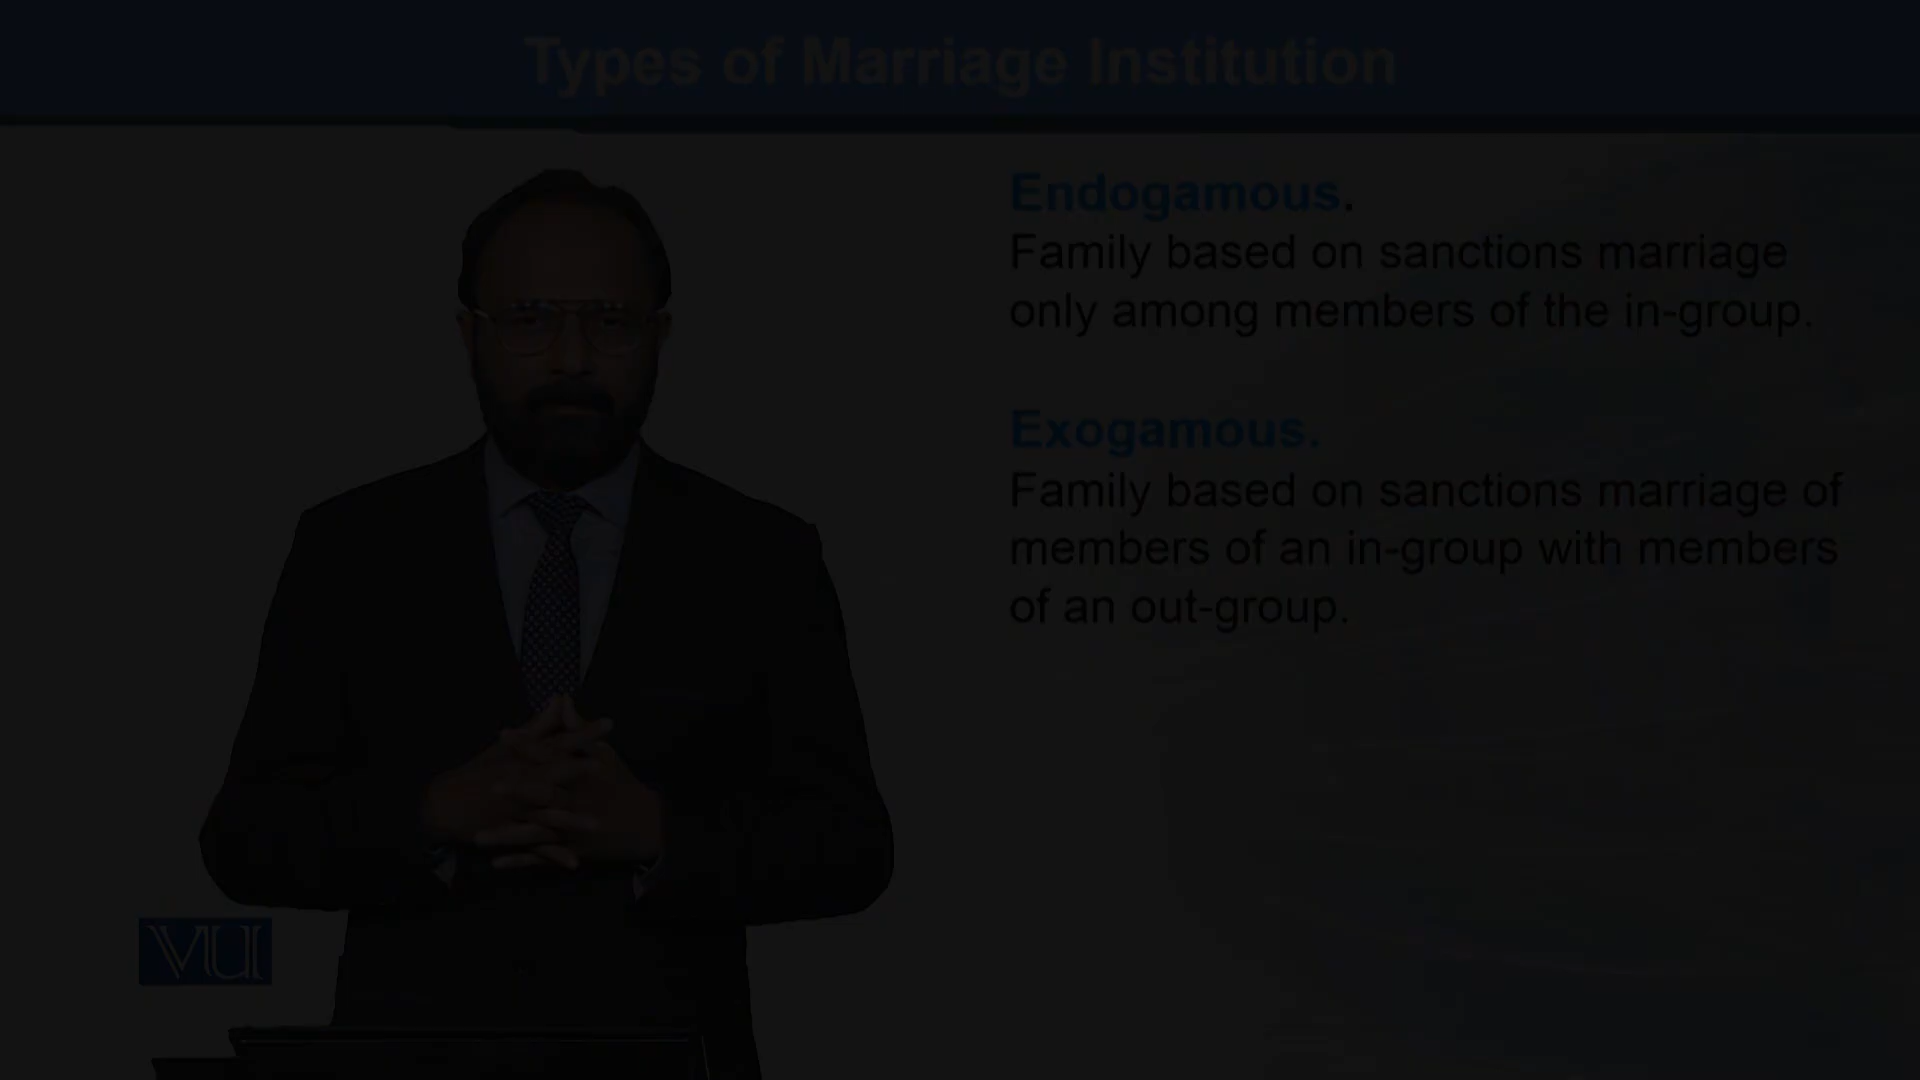 Types of Marriage Institution
Endogamous.
Family based on sanctions marriage
only among members of the in-group.
Exogamous.
Family based on sanctions marriage of
members of an in-group with members
of an out-group.
VU